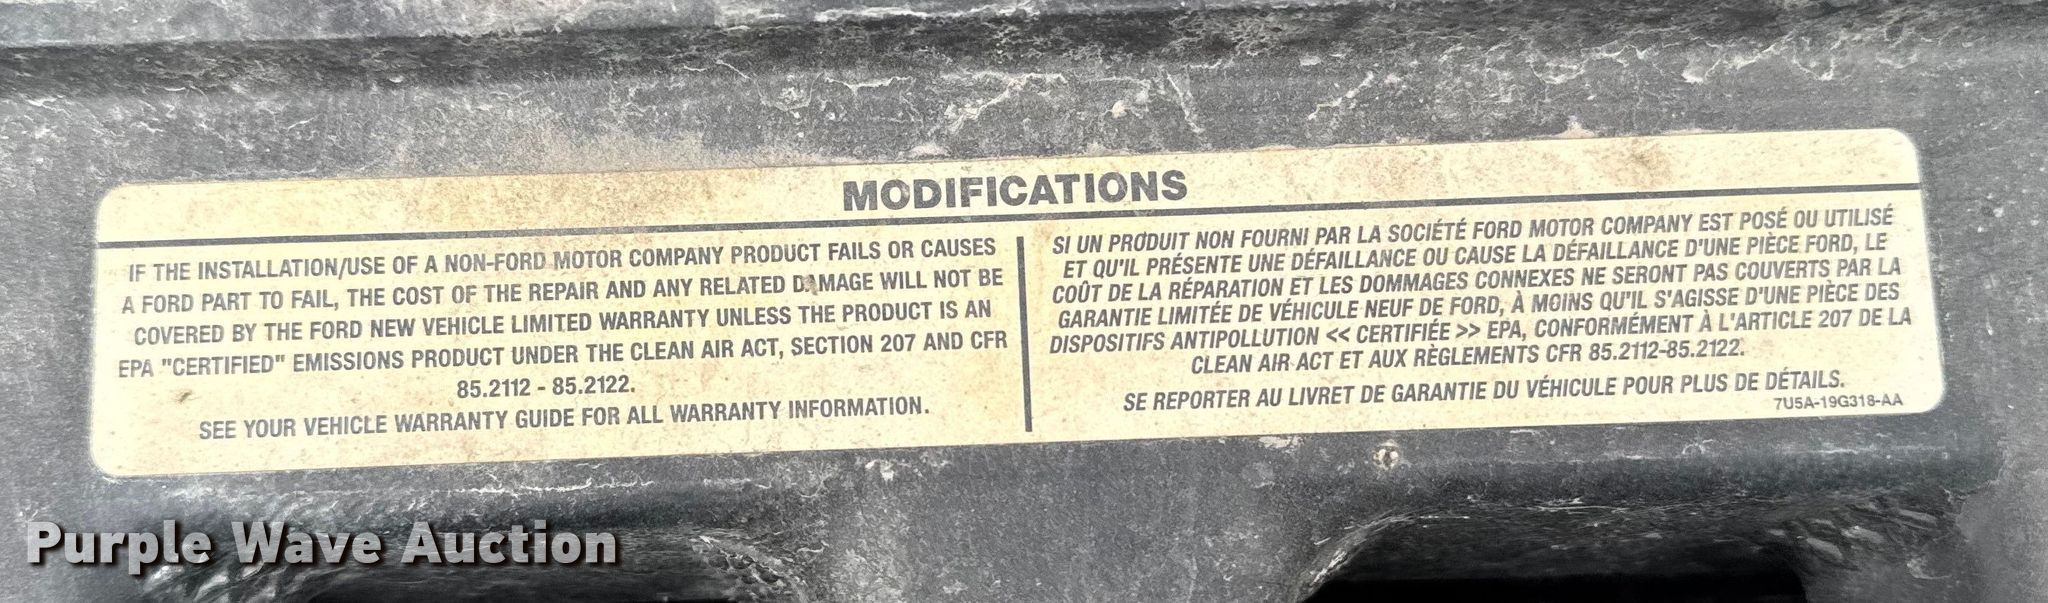 MODIFICATIONS
IF THE INSTALLATION/USE OF A NON-FORD MOTOR COMPANY PRODUCT FAILS OR CAUSES
A FORD PART TO FAIL, THE COST OF THE REPAIR AND ANY RELATED DAMAGE WILL NOT BE
COVERED BY THE FORD NEW VEHICLE LIMITED WARRANTY UNLESS THE PRODUCT IS AN
EPA "CERTIFIED" EMISSIONS PRODUCT UNDER THE CLEAN AIR ACT, SECTION 207 AND CFR
85.2112 - 85.2122.
SEE YOUR VEHICLE WARRANTY GUIDE FOR ALL WARRANTY INFORMATION.
SI UN PRODUIT NON FOURNI PAR LA SOCIÉTÉ FORD MOTOR COMPANY EST POSÉ OU UTILISÉ
ET QU'IL PRÉSENTE UNE DÉFAILLANCE OU CAUSE LA DÉFAILLANCE D'UNE PIÈCE FORD, LE
COÛT DE LA RÉPARATION ET LES DOMMAGES CONNEXES NE SERONT PAS COUVERTS PAR LA
GARANTIE LIMITÉE DE VÉHICULE NEUF DE FORD, À MOINS QU'IL S'AGISSE D'UNE PIÈCE DES
DISPOSITIFS ANTIPOLLUTION << CERTIFIÉE >> EPA, CONFORMÉMENT À L'ARTICLE 207 DE LA
CLEAN AIR ACT ET AUX RÈGLEMENTS CFR 85.2112-85.2122.
SE REPORTER AU LIVRET DE GARANTIE DU VÉHICULE POUR PLUS DE DÉTAILS.
7U5A-19G318-AA
Purple Wave Auction